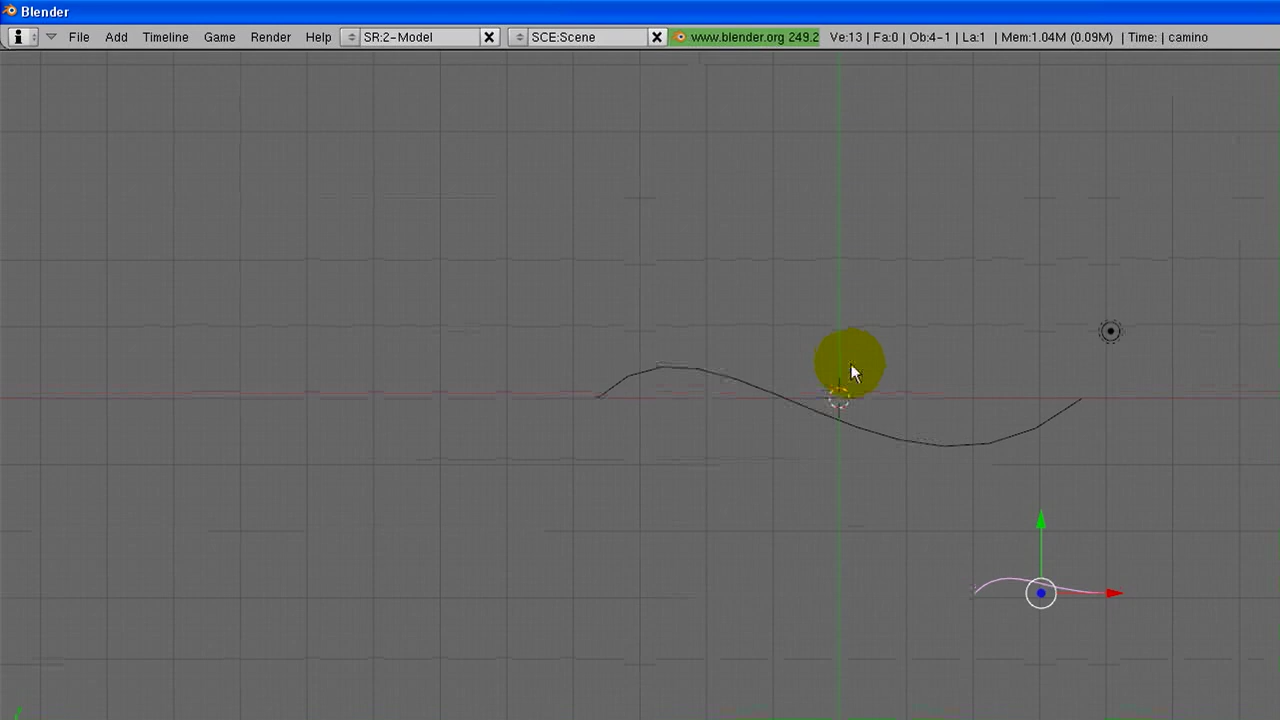 Blender
File Add Timeline Game Render Help SR:2-Model SCE:Scene www.blender.org 249.2 Ve:13 | Fa:0 | Ob:4-1 | La:1 | Mem:1.04M (0.09M) | Time: | camino